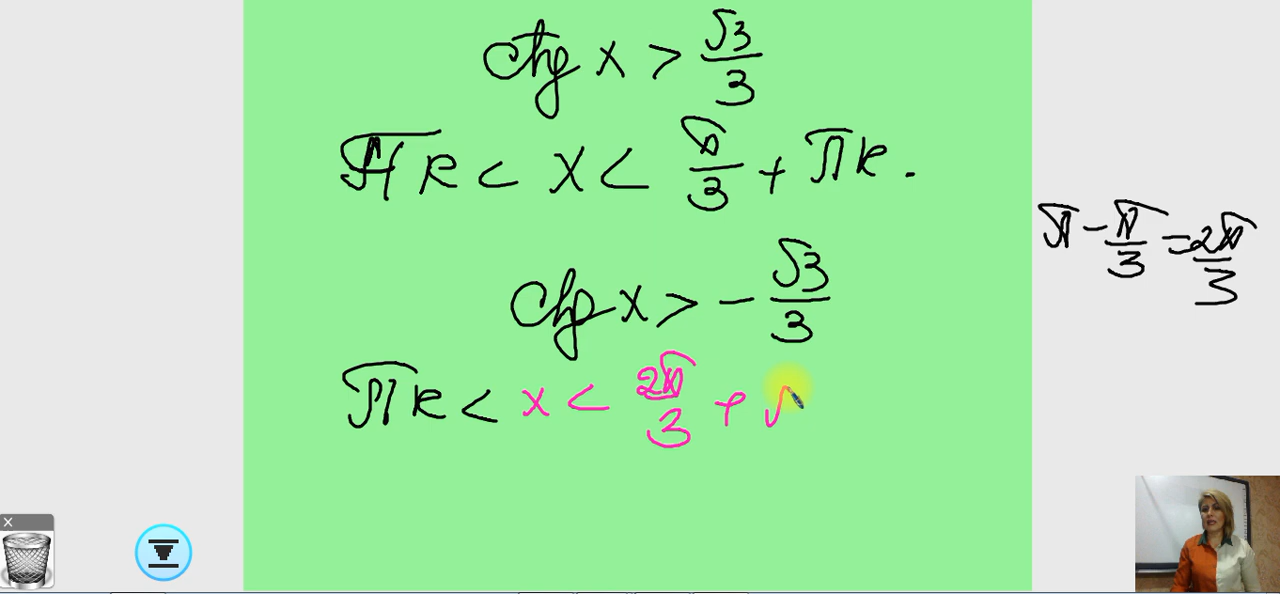 ctg x > √3/3
πk < x < π/3 + πk.
π - π/3 = 2π/3
ctg x > - √3/3
πk < x < 2π/3 +
x